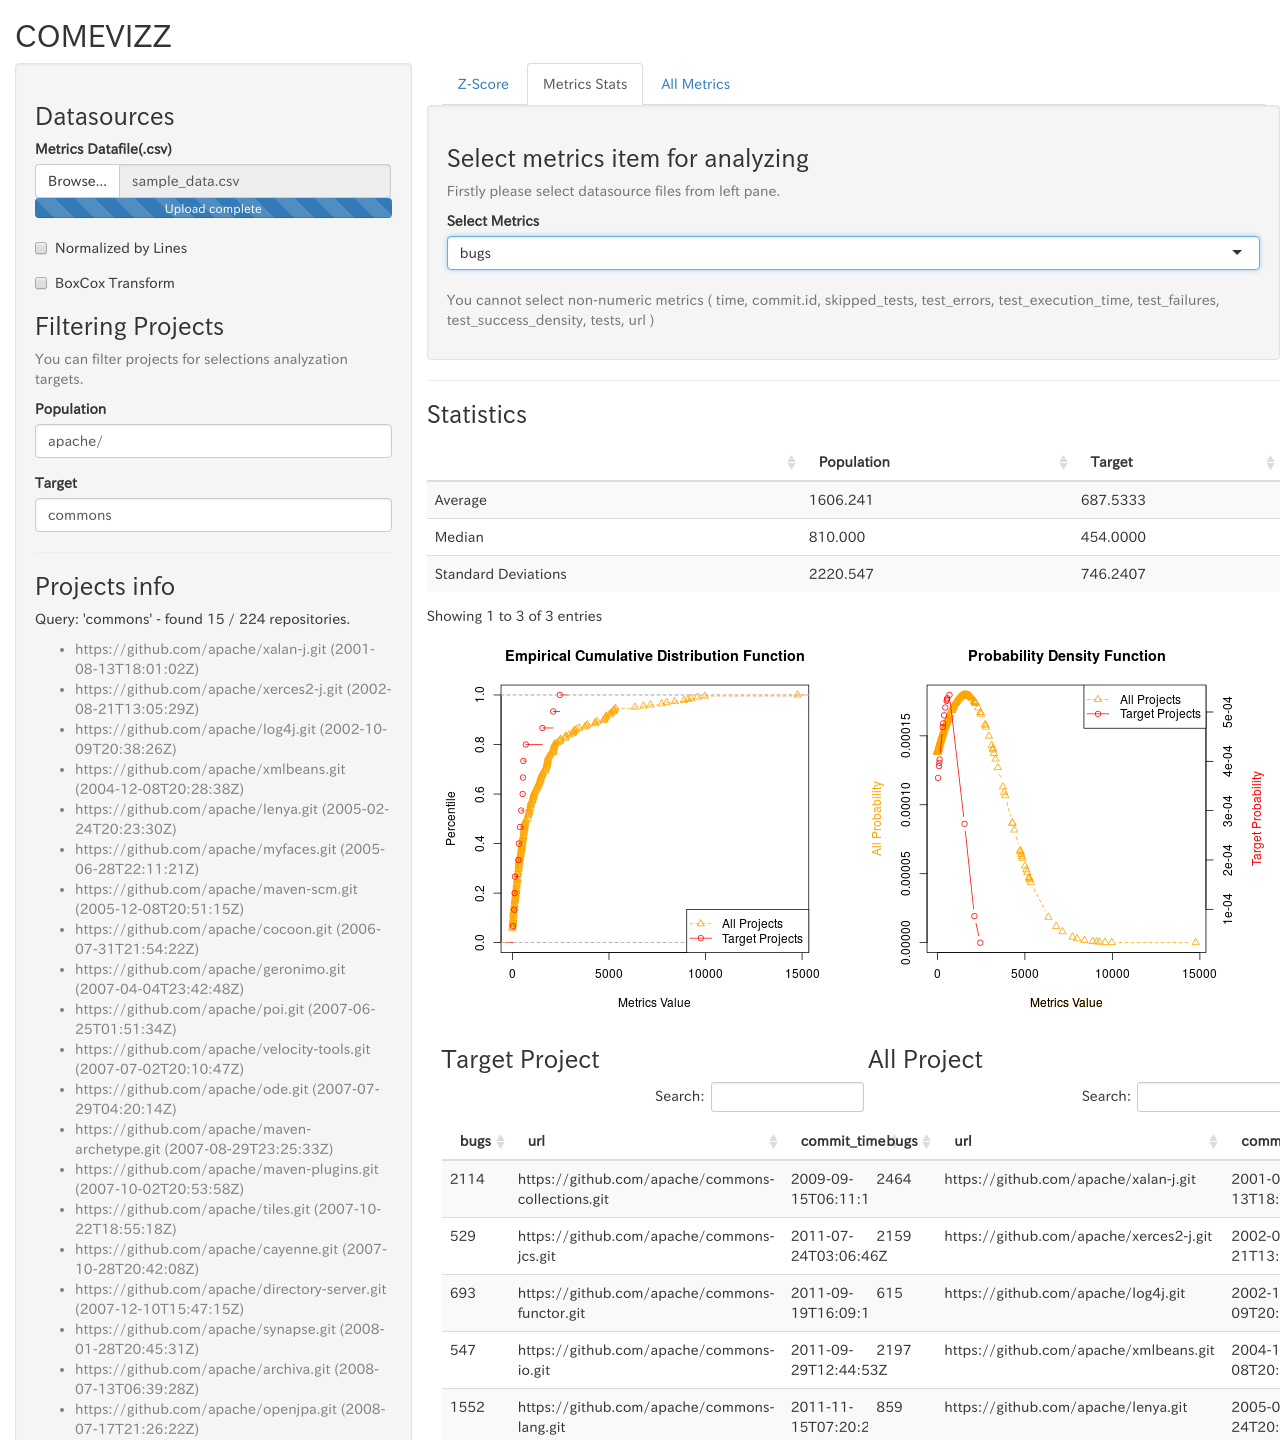 COMEVIZZ
Datasources
Metrics Datafile(.csv)
Browse...
sample_data.csv
Upload complete
Normalized by Lines
BoxCox Transform
Filtering Projects
You can filter projects for selections analyzation
targets.
Population
apache/
Target
commons
Projects info
Query: 'commons' - found 15 / 224 repositories.
https://github.com/apache/xalan-j.git (2001-
08-13T18:01:02Z)
https://github.com/apache/xerces2-j.git (2002-
08-21T13:05:29Z)
https://github.com/apache/log4j.git (2002-10-
09T20:38:26Z)
https://github.com/apache/xmlbeans.git
(2004-12-08T20:28:38Z)
https://github.com/apache/lenya.git (2005-02-
24T20:23:30Z)
https://github.com/apache/myfaces.git (2005-
06-28T22:11:21Z)
https://github.com/apache/maven-scm.git
(2005-12-08T20:51:15Z)
https://github.com/apache/cocoon.git (2006-
07-31T21:54:22Z)
https://github.com/apache/geronimo.git
(2007-04-04T23:42:48Z)
https://github.com/apache/poi.git (2007-06-
25T01:51:34Z)
https://github.com/apache/velocity-tools.git
(2007-07-02T20:10:47Z)
https://github.com/apache/ode.git (2007-07-
29T04:20:14Z)
https://github.com/apache/maven-
archetype.git (2007-08-29T23:25:33Z)
https://github.com/apache/maven-plugins.git
(2007-10-02T20:53:58Z)
https://github.com/apache/tiles.git (2007-10-
22T18:55:18Z)
https://github.com/apache/cayenne.git (2007-
10-28T20:42:08Z)
https://github.com/apache/directory-server.git
(2007-12-10T15:47:15Z)
https://github.com/apache/synapse.git (2008-
01-28T20:45:31Z)
https://github.com/apache/archiva.git (2008-
07-13T06:39:28Z)
https://github.com/apache/openjpa.git (2008-
07-17T21:26:22Z)
Z-Score
Metrics Stats
All Metrics
Select metrics item for analyzing
Firstly please select datasource files from left pane.
Select Metrics
bugs
You cannot select non-numeric metrics ( time, commit.id, skipped_tests, test_errors, test_execution_time, test_failures,
test_success_density, tests, url )
Statistics
Population Target
Average 1606.241 687.5333
Median 810.000 454.0000
Standard Deviations 2220.547 746.2407
Showing 1 to 3 of 3 entries
Empirical Cumulative Distribution Function
Percentile
1.0
0.8
0.6
0.4
0.2
0.0
All Projects
Target Projects
0 5000 10000 15000
Metrics Value
Probability Density Function
All Probability
0.00015
0.00010
0.00005
0.00000
All Projects
Target Projects
5e-04
4e-04
3e-04
2e-04
1e-04
Target Probability
0 5000 10000 15000
Metrics Value
Target Project
Search:
bugs url commit_time
2114 https://github.com/apache/commons- 2009-09-
collections.git 15T06:11:1
529 https://github.com/apache/commons- 2011-07-
jcs.git 24T03:06:46Z
693 https://github.com/apache/commons- 2011-09-
functor.git 19T16:09:1
547 https://github.com/apache/commons- 2011-09-
io.git 29T12:44:53Z
1552 https://github.com/apache/commons- 2011-11-
lang.git 15T07:20:2
All Project
Search:
bugs url comm
2464 https://github.com/apache/xalan-j.git 2001-0
13T18:
2159 https://github.com/apache/xerces2-j.git 2002-0
21T13:
615 https://github.com/apache/log4j.git 2002-1
09T20:
2197 https://github.com/apache/xmlbeans.git 2004-1
08T20:
859 https://github.com/apache/lenya.git 2005-0
24T20: